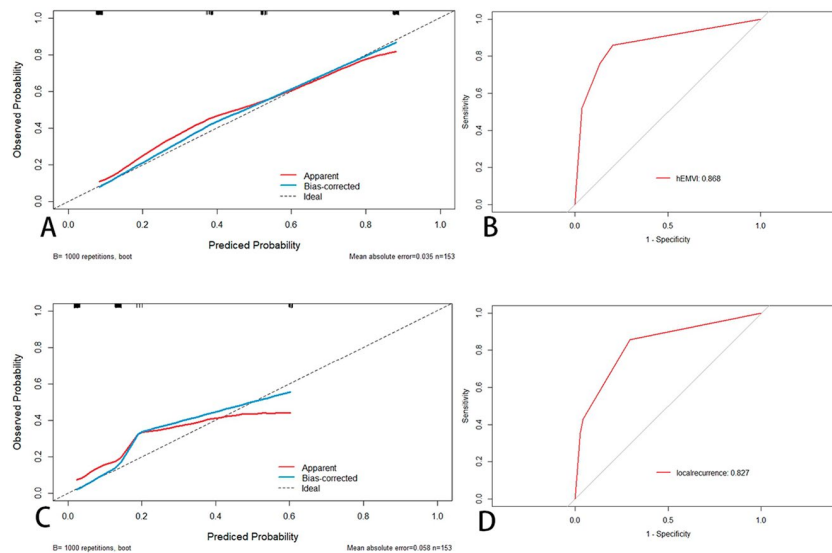 1.0
0.8
0.6
0.4
0.2
0.0
Observed Probability
Apparent
Bias-corrected
Ideal
0.0 0.2 0.4 0.6 0.8 1.0
Prediced Probability
A
B= 1000 repetitions, boot
Mean absolute error=0.035 n=153
1.0
0.8
0.6
0.4
0.2
0.0
Sensitivity
hEMVI: 0.868
0.0 0.5 1.0
1 - Specificity
B
1.0
0.8
0.6
0.4
0.2
0.0
Observed Probability
Apparent
Bias-corrected
Ideal
0.0 0.2 0.4 0.6 0.8 1.0
Prediced Probability
C
B= 1000 repetitions, boot
Mean absolute error=0.058 n=153
1.0
0.8
0.6
0.4
0.2
0.0
Sensitivity
localrecurrence: 0.827
0.0 0.5 1.0
1 - Specificity
D